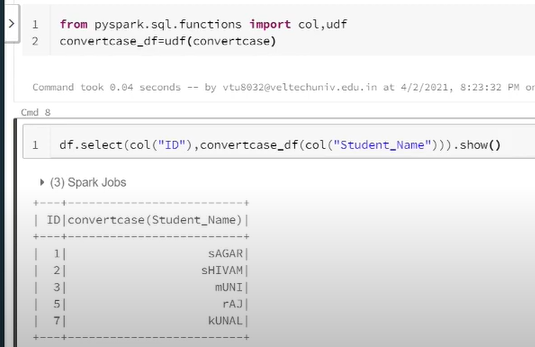 1 from pyspark.sql.functions import col,udf
2 convertcase_df=udf(convertcase)
Command took 0.04 seconds -- by vtu8032@veltechuniv.edu.in at 4/2/2021, 8:23:32 PM
Cmd 8
1 df.select(col("ID"),convertcase_df(col("Student_Name"))).show()
(3) Spark Jobs
+---+-------------------------+
| ID|convertcase(Student_Name)|
+---+-------------------------+
|  1|                    sAGAR|
|  2|                   sHIVAM|
|  3|                     mUNI|
|  5|                      rAJ|
|  7|                    kUNAL|
+---+-------------------------+